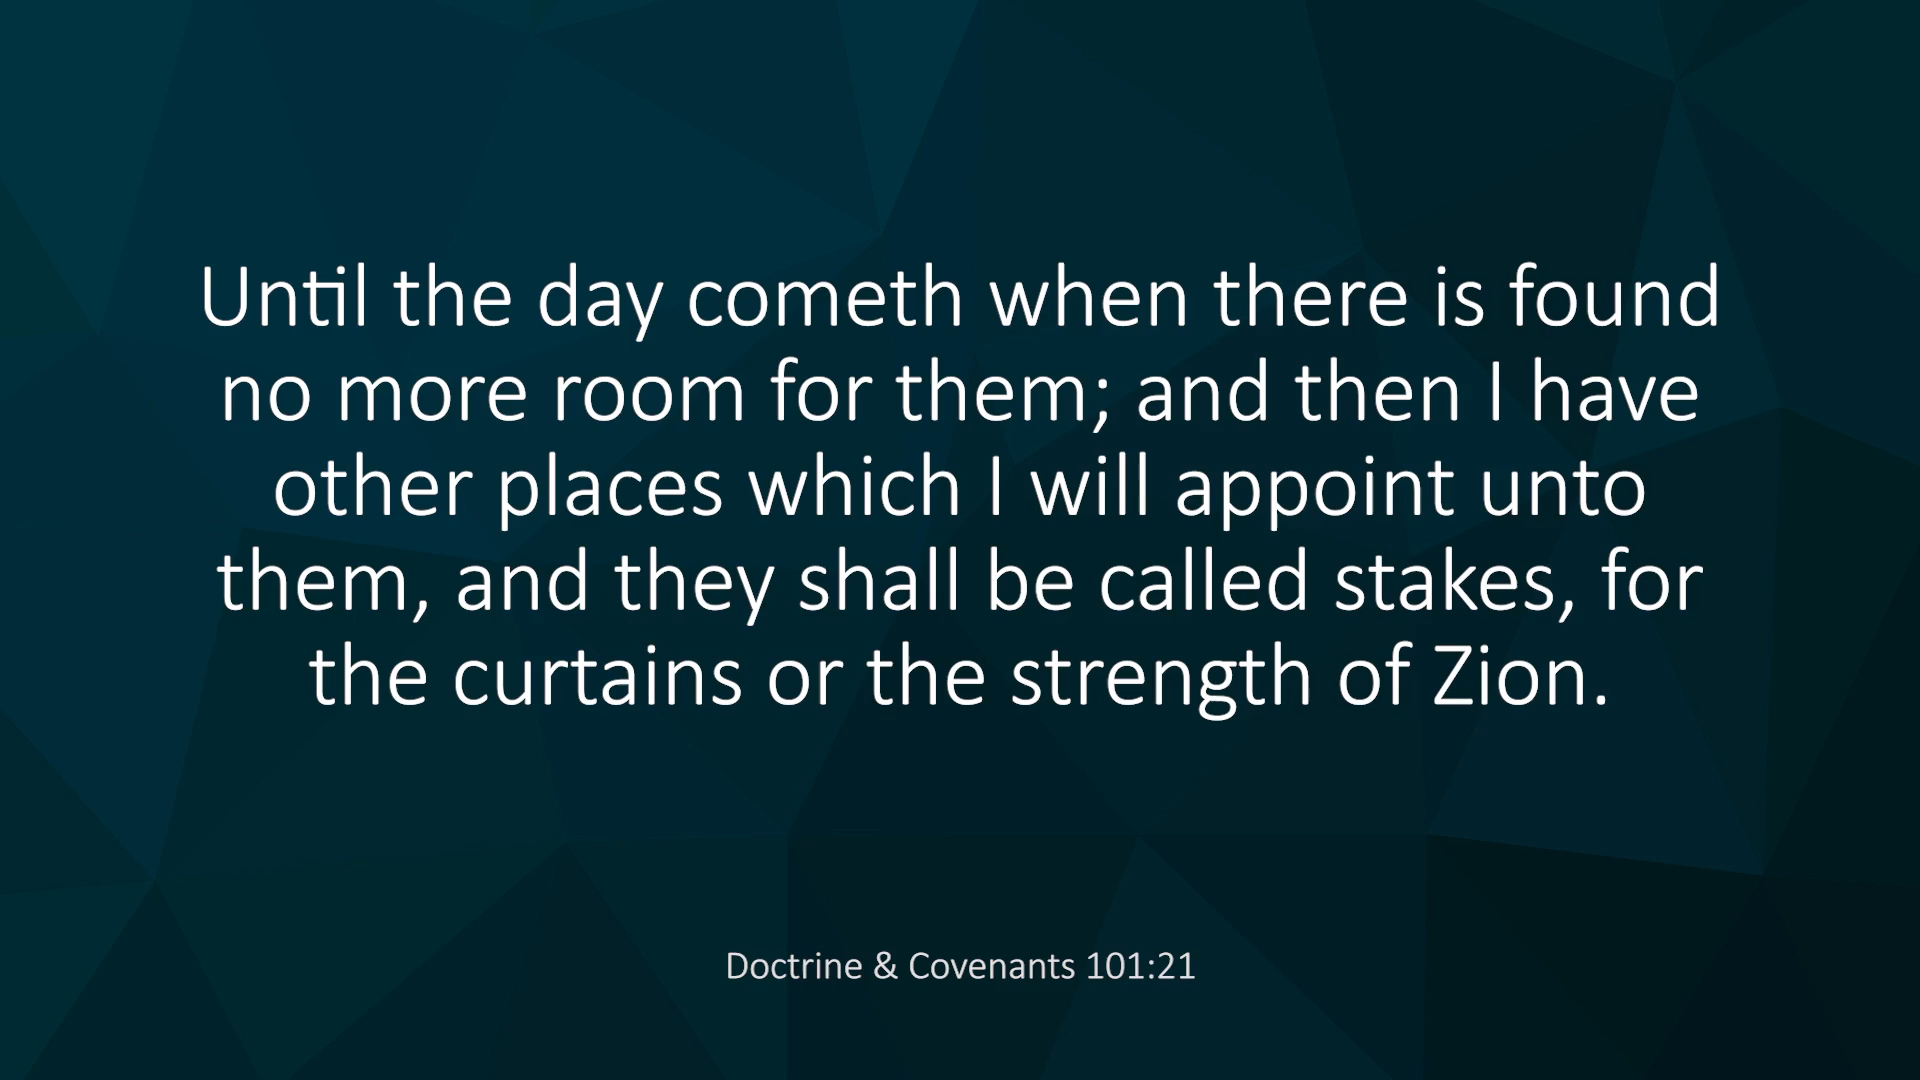 Until the day cometh when there is found
no more room for them; and then I have
other places which I will appoint unto
them, and they shall be called stakes, for
the curtains or the strength of Zion.
Doctrine & Covenants 101:21